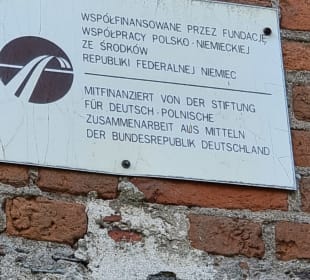 WSPÓŁFINANSOWANE PRZEZ FUNDACJĘ
WSPÓŁPRACY POLSKO-NIEMIECKIEJ
ZE ŚRODKÓW
REPUBLIKI FEDERALNEJ NIEMIEC
MITFINANZIERT VON DER STIFTUNG
FÜR DEUTSCH-POLNISCHE
ZUSAMMENARBEIT AUS MITTELN
DER BUNDESREPUBLIK DEUTSCHLAND